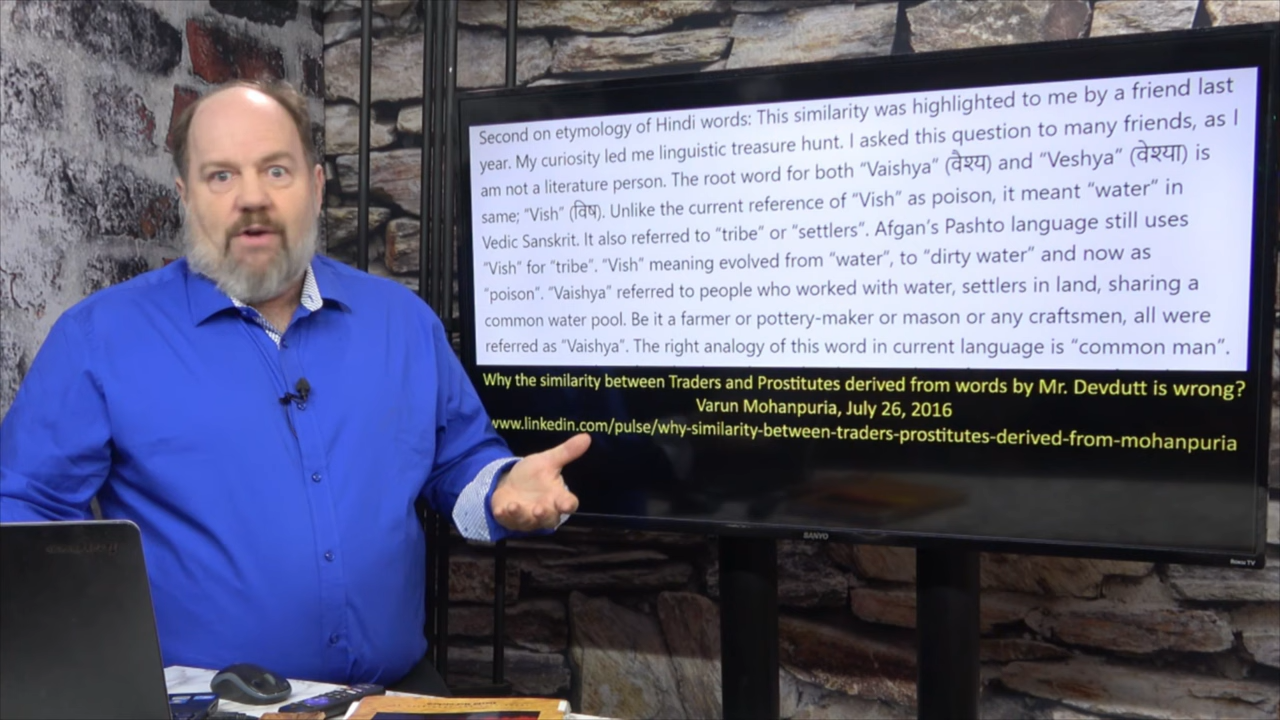 Second on etymology of Hindi words: This similarity was highlighted to me by a friend last
year. My curiosity led me linguistic treasure hunt. I asked this question to many friends, as I
am not a literature person. The root word for both “Vaishya” (वैश्य) and “Veshya” (वेश्या) is
same; “Vish” (विष). Unlike the current reference of “Vish” as poison, it meant “water” in
Vedic Sanskrit. It also referred to “tribe” or “settlers”. Afgan’s Pashto language still uses
“Vish” for “tribe”. “Vish” meaning evolved from “water”, to “dirty water” and now as
“poison”. “Vaishya” referred to people who worked with water, settlers in land, sharing a
common water pool. Be it a farmer or pottery-maker or mason or any craftsmen, all were
referred as “Vaishya”. The right analogy of this word in current language is “common man”.
Why the similarity between Traders and Prostitutes derived from words by Mr. Devdutt is wrong?
Varun Mohanpuria, July 26, 2016
www.linkedin.com/pulse/why-similarity-between-traders-prostitutes-derived-from-mohanpuria
SANYO
Roku TV